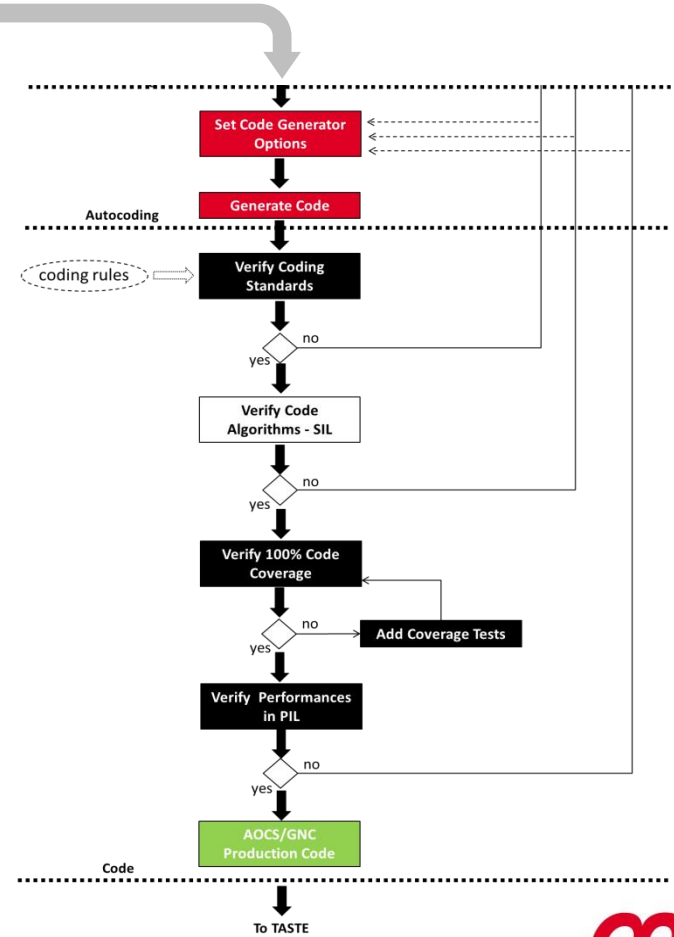 Set Code Generator
Options
Generate Code
Autocoding
coding rules
Verify Coding
Standards
no
yes
Verify Code
Algorithms - SIL
no
yes
Verify 100% Code
Coverage
no
Add Coverage Tests
yes
Verify Performances
in PIL
no
yes
AOCS/GNC
Production Code
Code
To TASTE